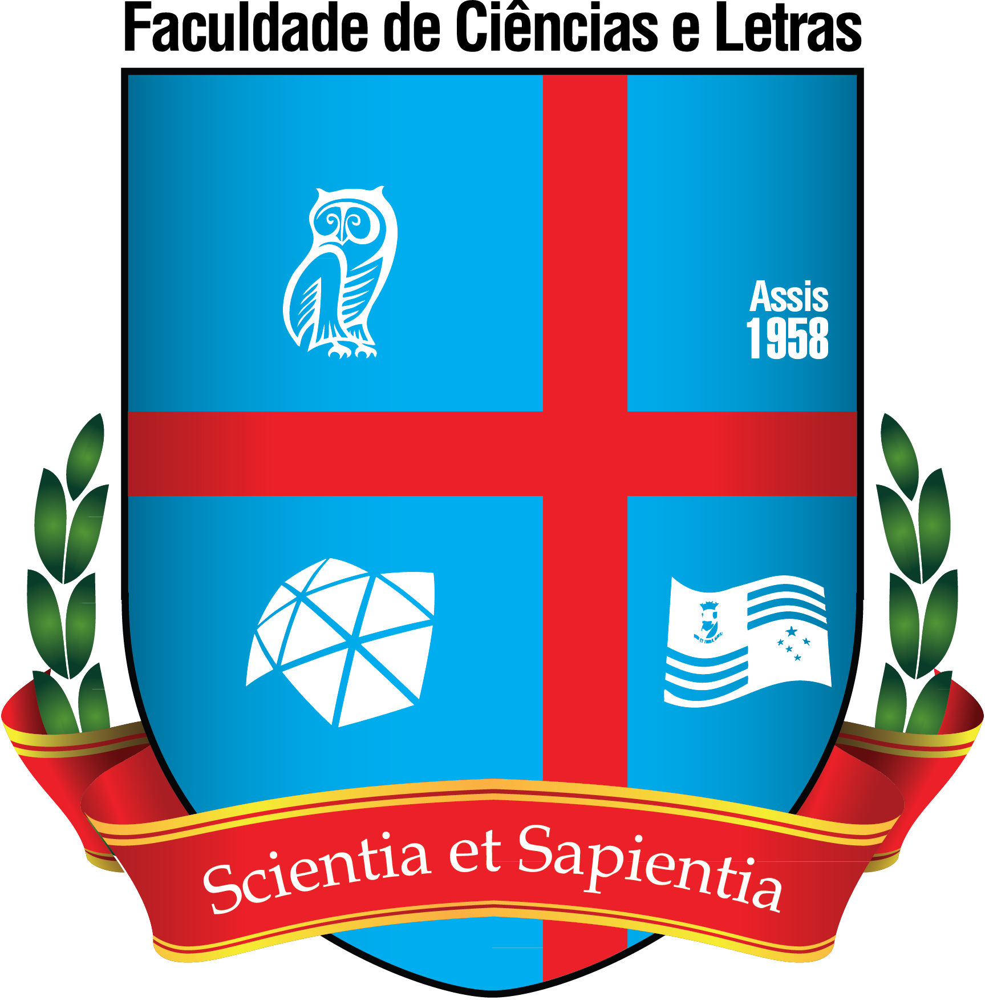 Faculdade de Ciências e Letras
Assis
1958
Scientia et Sapientia